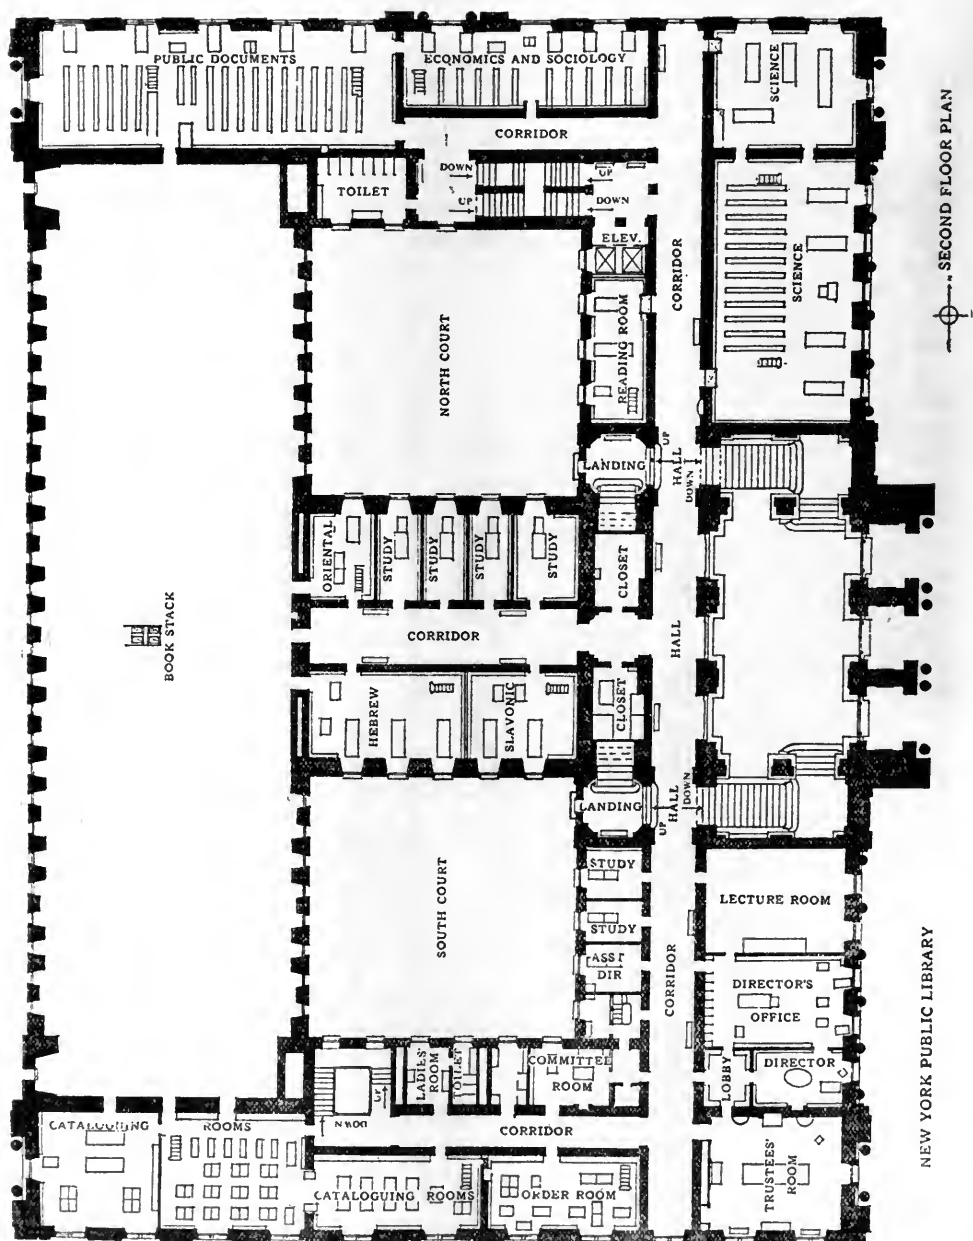 PUBLIC DOCUMENTS
ECONOMICS AND SOCIOLOGY
SCIENCE
CORRIDOR
DOWN
UP
TOILET
UP
DOWN
ELEV.
CORRIDOR
SCIENCE
READING ROOM
NORTH COURT
LANDING
UP
HALL
DOWN
ORIENTAL
STUDY
STUDY
STUDY
STUDY
CLOSET
CORRIDOR
HALL
BOOK STACK
HEBREW
SLAVONIC
CLOSET
LANDING
UP
HALL
DOWN
SOUTH COURT
STUDY
STUDY
ASST
DIR
CORRIDOR
LECTURE ROOM
DIRECTOR'S
OFFICE
LOBBY
DIRECTOR
LADIES'
ROOM
TOILET
COMMITTEE
ROOM
UP
DOWN
CORRIDOR
CATALOGUING ROOMS
CATALOGUING ROOMS
ORDER ROOM
TRUSTEES'
ROOM
N
SECOND FLOOR PLAN
NEW YORK PUBLIC LIBRARY